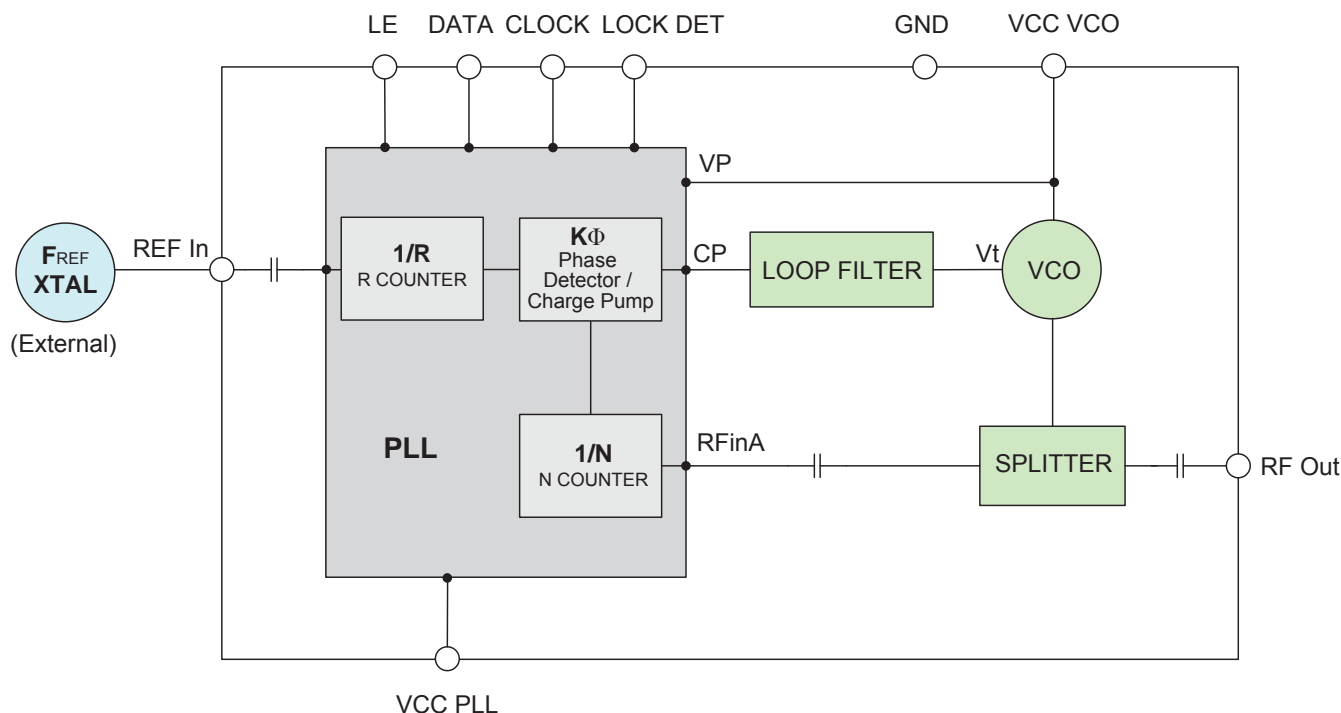 LE DATA CLOCK LOCK DET GND VCC VCO
VP
FREF
XTAL
(External)
REF In
1/R
R COUNTER
KΦ
Phase
Detector /
Charge Pump
CP
LOOP FILTER
Vt
VCO
PLL
1/N
N COUNTER
RFinA
SPLITTER
RF Out
VCC PLL